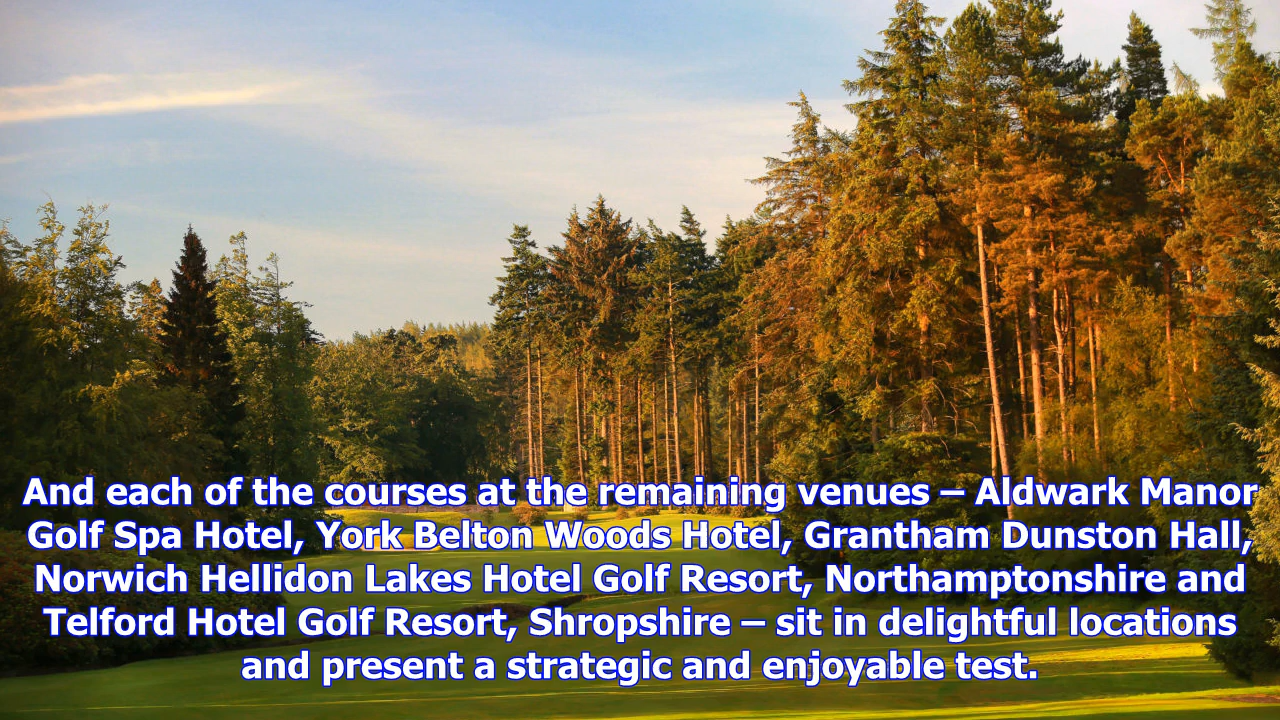 And each of the courses at the remaining venues – Aldwark Manor
Golf Spa Hotel, York Belton Woods Hotel, Grantham Dunston Hall,
Norwich Hellidon Lakes Hotel Golf Resort, Northamptonshire and
Telford Hotel Golf Resort, Shropshire – sit in delightful locations
and present a strategic and enjoyable test.